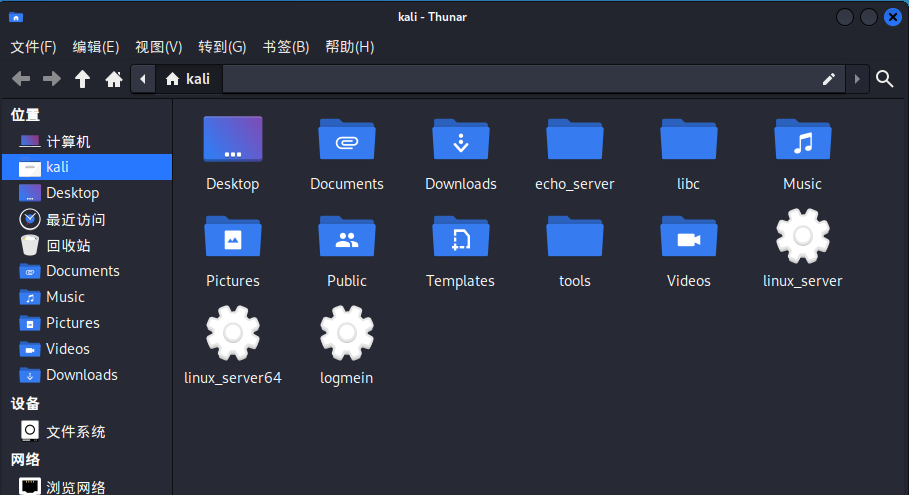 kali - Thunar
文件(F) 编辑(E) 视图(V) 转到(G) 书签(B) 帮助(H)
kali
位置
计算机
kali
Desktop
最近访问
回收站
Documents
Music
Pictures
Videos
Downloads
设备
文件系统
网络
浏览网络
Desktop Documents Downloads echo_server libc Music
Pictures Public Templates tools Videos linux_server
linux_server64 logmein